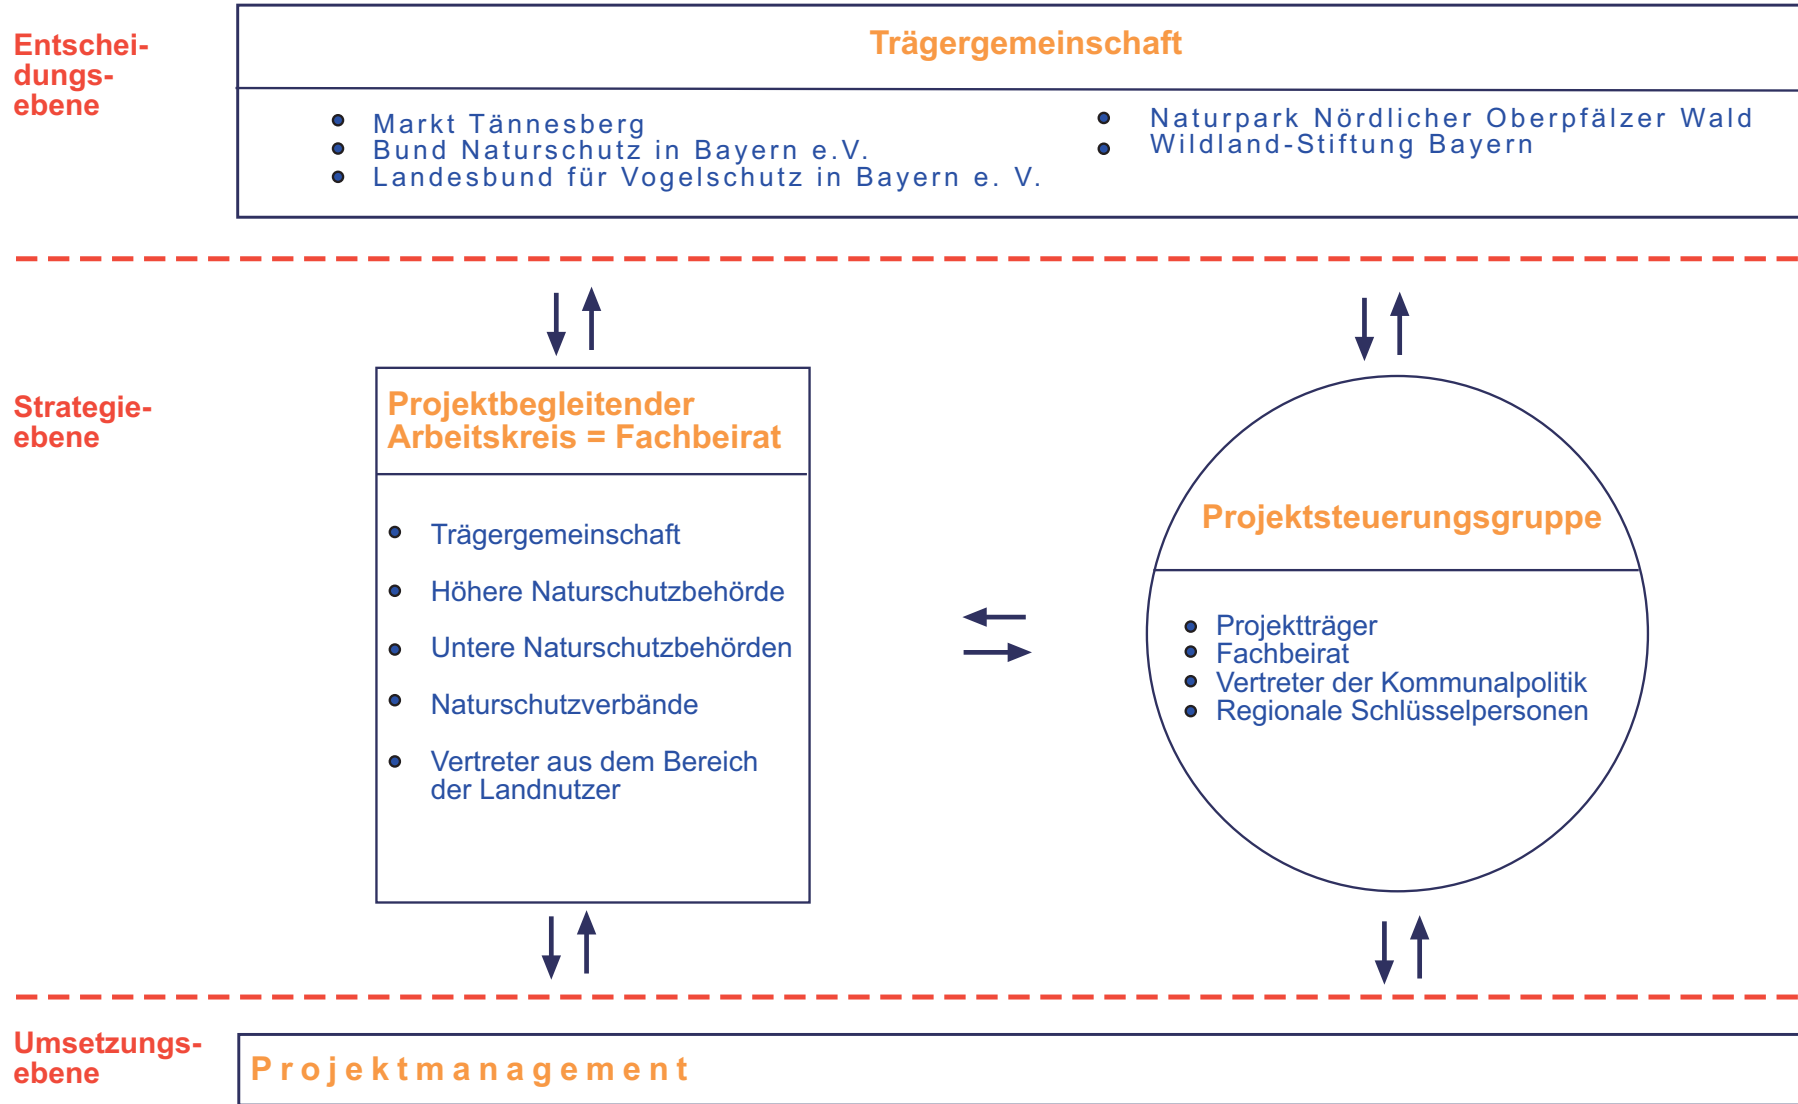 Entschei-
dungs-
ebene
Trägergemeinschaft
Markt Tännesberg
Bund Naturschutz in Bayern e.V.
Landesbund für Vogelschutz in Bayern e. V.
Naturpark Nördlicher Oberpfälzer Wald
Wildland-Stiftung Bayern
Strategie-
ebene
Projektbegleitender
Arbeitskreis = Fachbeirat
Trägergemeinschaft
Höhere Naturschutzbehörde
Untere Naturschutzbehörden
Naturschutzverbände
Vertreter aus dem Bereich
der Landnutzer
Projektsteuerungsgruppe
Projektträger
Fachbeirat
Vertreter der Kommunalpolitik
Regionale Schlüsselpersonen
Umsetzungs-
ebene
Projektmanagement